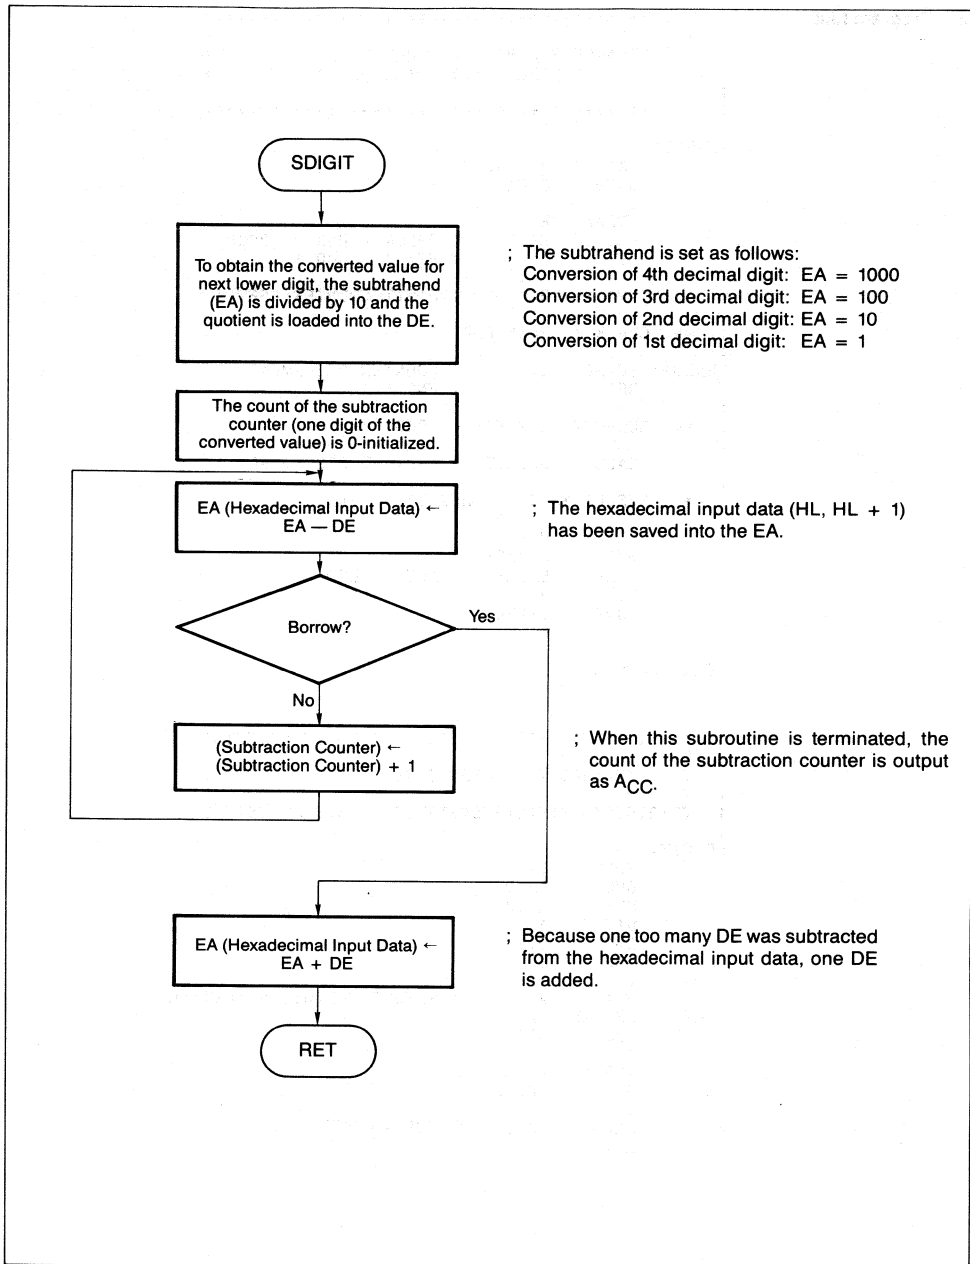 SDIGIT
To obtain the converted value for
next lower digit, the subtrahend
(EA) is divided by 10 and the
quotient is loaded into the DE.
; The subtrahend is set as follows:
Conversion of 4th decimal digit: EA = 1000
Conversion of 3rd decimal digit: EA = 100
Conversion of 2nd decimal digit: EA = 10
Conversion of 1st decimal digit: EA = 1
The count of the subtraction
counter (one digit of the
converted value) is 0-initialized.
EA (Hexadecimal Input Data) ←
EA — DE
; The hexadecimal input data (HL, HL + 1)
has been saved into the EA.
Borrow?
Yes
No
(Subtraction Counter) ←
(Subtraction Counter) + 1
; When this subroutine is terminated, the
count of the subtraction counter is output
as ACC.
EA (Hexadecimal Input Data) ←
EA + DE
; Because one too many DE was subtracted
from the hexadecimal input data, one DE
is added.
RET